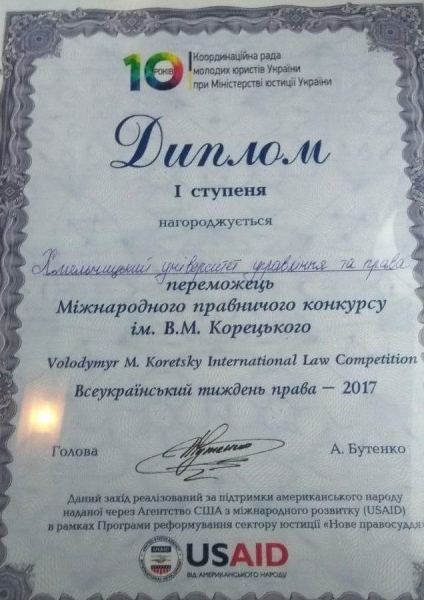 10 РОКІВ
Координаційна рада
молодих юристів України
при Міністерстві юстиції України
Диплом
І ступеня
нагороджується
Хмельницький університет управління та права
переможець
Міжнародного правничого конкурсу
ім. В.М. Корецького
Volodymyr M. Koretsky International Law Competition
Всеукраїнський тиждень права — 2017
Голова
А. Бутенко
Даний захід реалізований за підтримки американського народу
наданої через Агентство США з міжнародного розвитку (USAID)
в рамках Програми реформування сектору юстиції «Нове правосуддя»
USAID
USAID
ВІД АМЕРИКАНСЬКОГО НАРОДУ